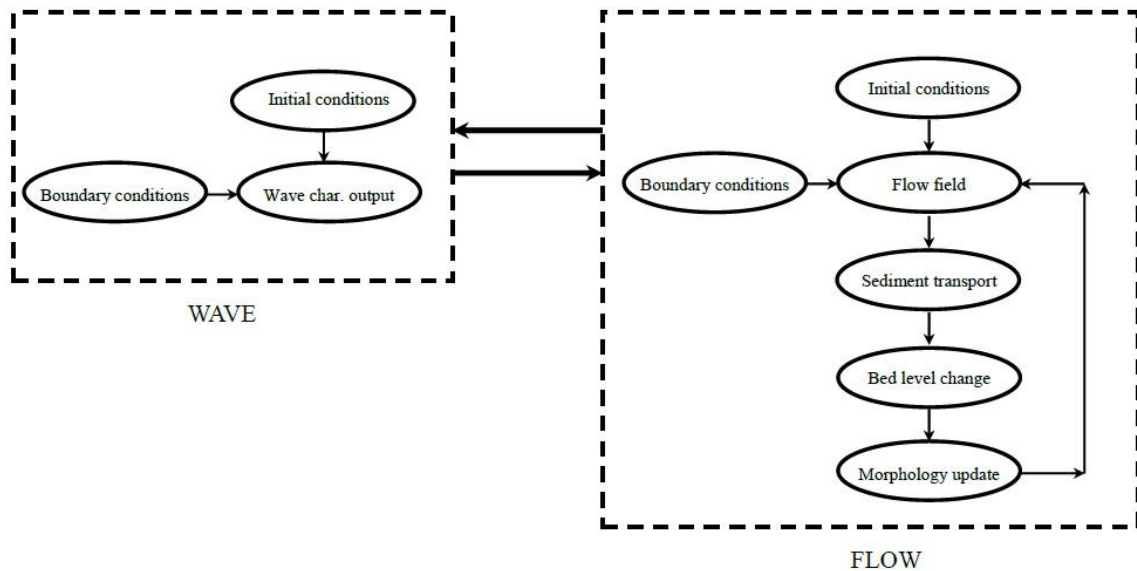 Initial conditions
Boundary conditions
Wave char. output
WAVE
Initial conditions
Boundary conditions
Flow field
Sediment transport
Bed level change
Morphology update
FLOW